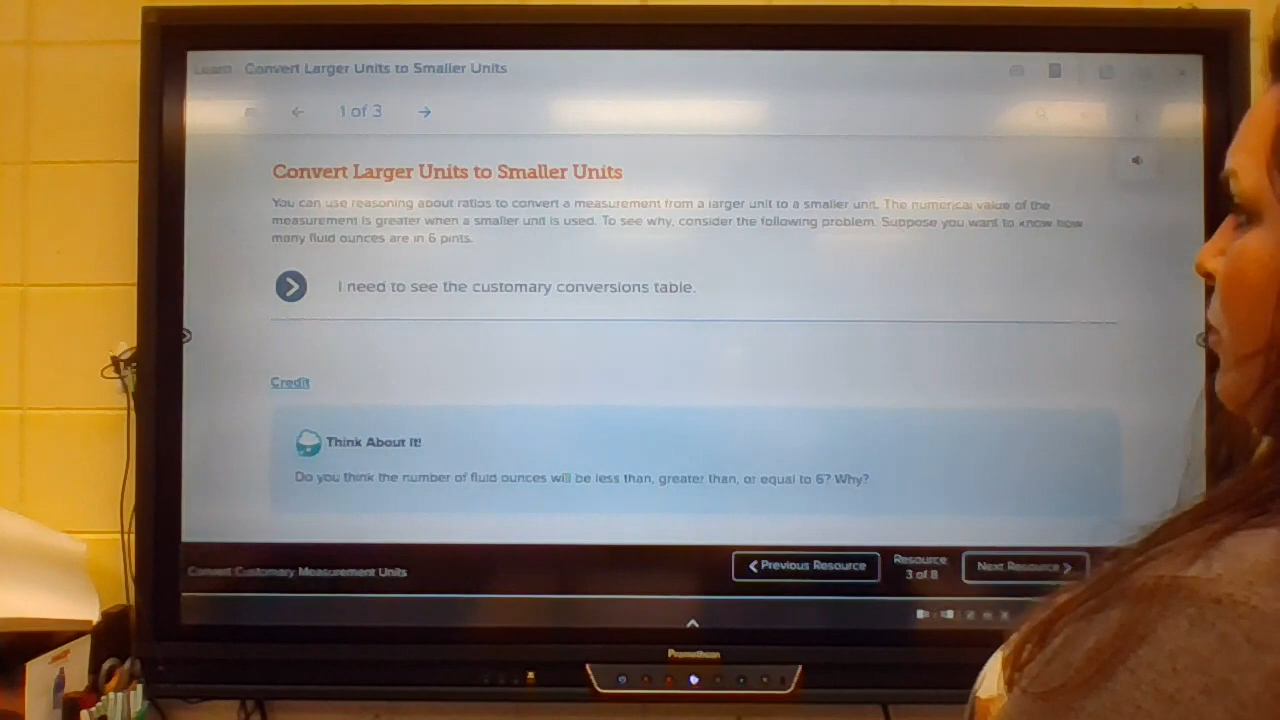 Learn Convert Larger Units to Smaller Units
1 of 3
Convert Larger Units to Smaller Units
You can use reasoning about ratios to convert a measurement from a larger unit to a smaller unit. The numerical value of the
measurement is greater when a smaller unit is used. To see why, consider the following problem. Suppose you want to know how
many fluid ounces are in 6 pints.
I need to see the customary conversions table.
Credit
Think About It!
Do you think the number of fluid ounces will be less than, greater than, or equal to 6? Why?
Convert Customary Measurement Units
Previous Resource
Resource
3 of 8
Next Resource
Promethean